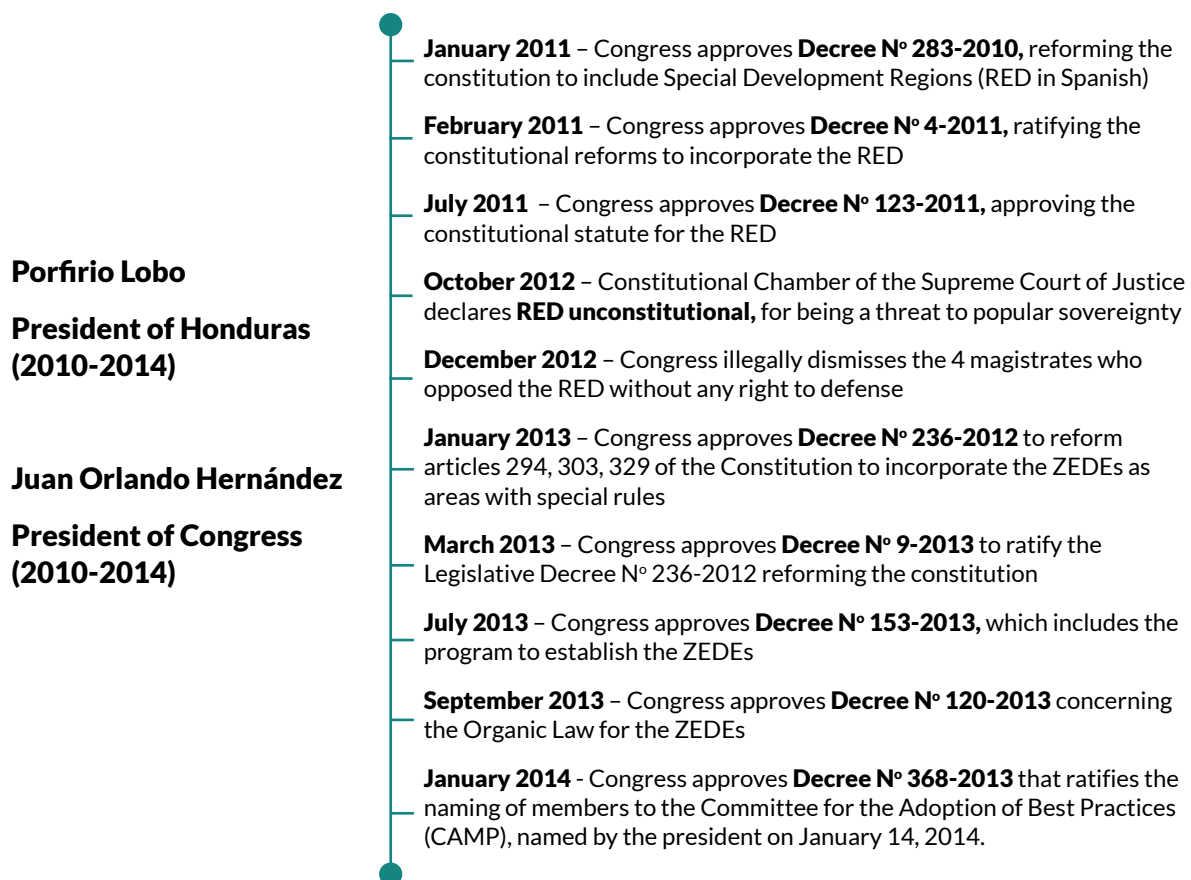 January 2011 – Congress approves Decree Nº 283-2010, reforming the
constitution to include Special Development Regions (RED in Spanish)
February 2011 – Congress approves Decree Nº 4-2011, ratifying the
constitutional reforms to incorporate the RED
July 2011 – Congress approves Decree Nº 123-2011, approving the
constitutional statute for the RED
Porfirio Lobo
President of Honduras
(2010-2014)
October 2012 – Constitutional Chamber of the Supreme Court of Justice
declares RED unconstitutional, for being a threat to popular sovereignty
December 2012 – Congress illegally dismisses the 4 magistrates who
opposed the RED without any right to defense
January 2013 – Congress approves Decree Nº 236-2012 to reform
articles 294, 303, 329 of the Constitution to incorporate the ZEDEs as
areas with special rules
Juan Orlando Hernández
President of Congress
(2010-2014)
March 2013 – Congress approves Decree Nº 9-2013 to ratify the
Legislative Decree Nº 236-2012 reforming the constitution
July 2013 – Congress approves Decree Nº 153-2013, which includes the
program to establish the ZEDEs
September 2013 – Congress approves Decree Nº 120-2013 concerning
the Organic Law for the ZEDEs
January 2014 - Congress approves Decree Nº 368-2013 that ratifies the
naming of members to the Committee for the Adoption of Best Practices
(CAMP), named by the president on January 14, 2014.